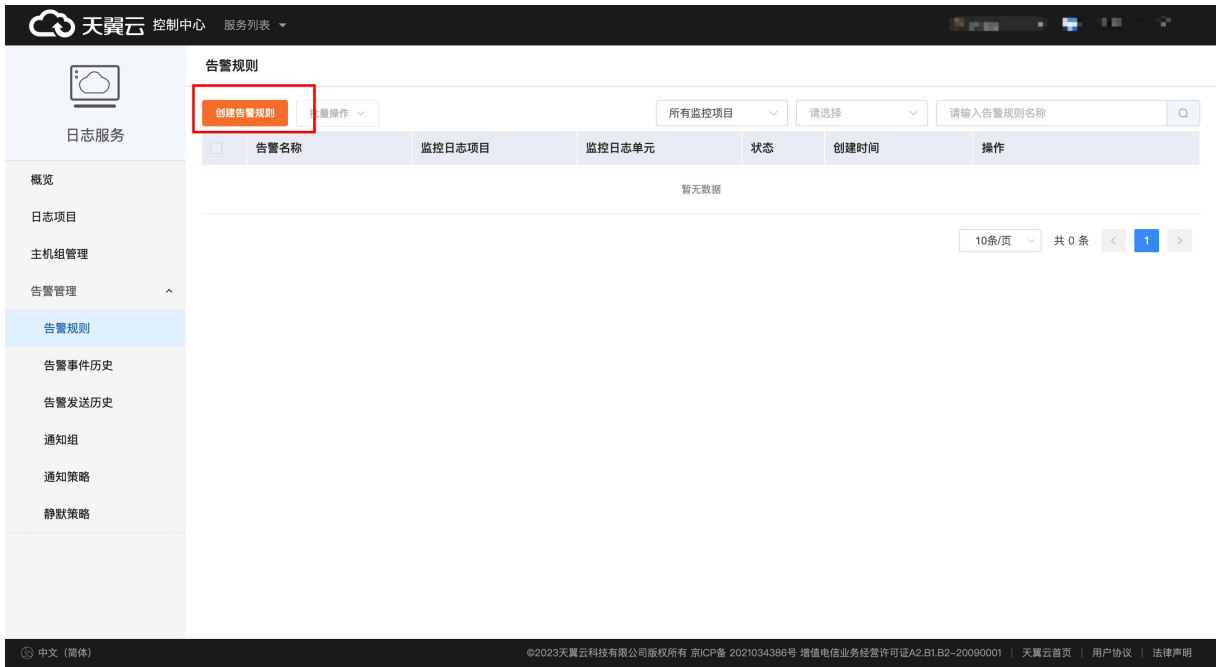 天翼云 控制中心 服务列表
日志服务
概览
日志项目
主机组管理
告警管理
告警规则
告警事件历史
告警发送历史
通知组
通知策略
静默策略
告警规则
创建告警规则 批量操作 所有监控项目 请选择 请输入告警规则名称
告警名称 监控日志项目 监控日志单元 状态 创建时间 操作
暂无数据
10条/页 共 0 条 < 1 >
中文（简体） ©2023天翼云科技有限公司版权所有 京ICP备 2021034386号 增值电信业务经营许可证A2.B1.B2-20090001 | 天翼云首页 | 用户协议 | 法律声明